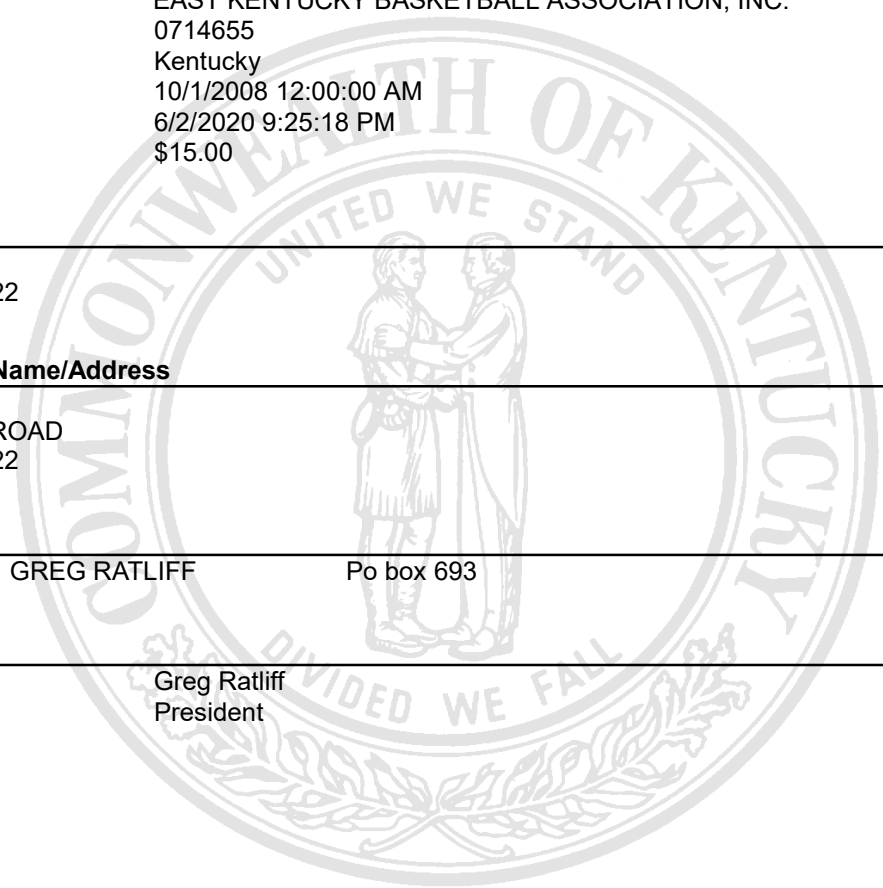 EAST KENTUCKY BASKETBALL ASSOCIATION, INC.
0714655
Kentucky
10/1/2008 12:00:00 AM
6/2/2020 9:25:18 PM
$15.00
COMMONWEALTH OF KENTUCKY
UNITED WE STAND
22
Name/Address
ROAD
22
GREG RATLIFF Po box 693
DIVIDED WE FALL
Greg Ratliff
President